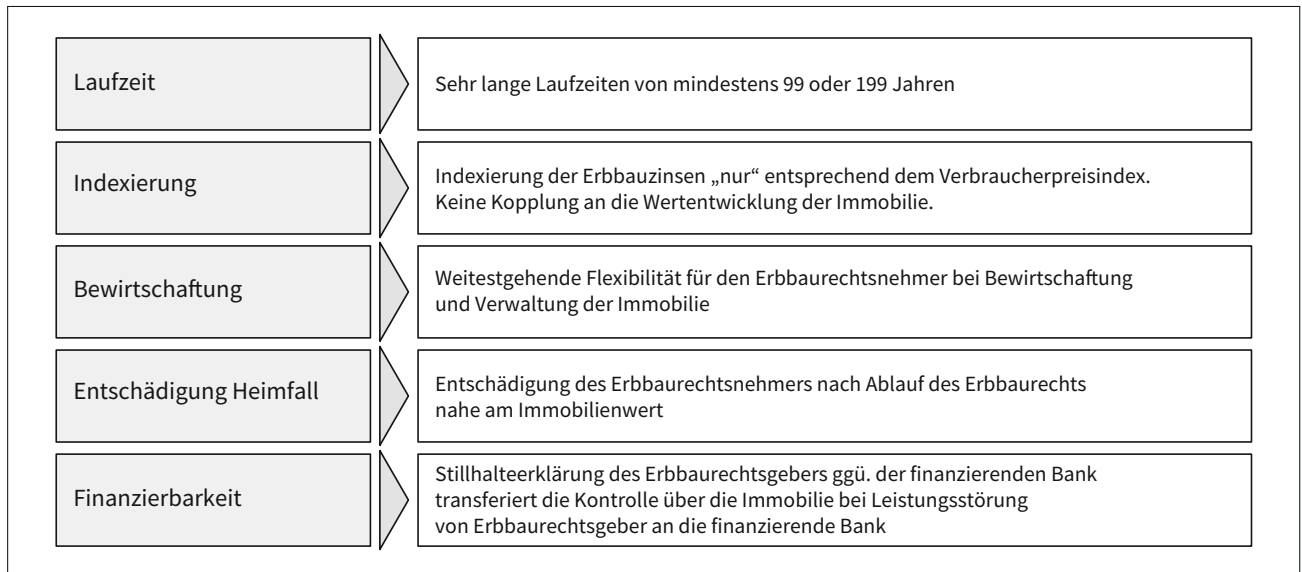 Laufzeit
Sehr lange Laufzeiten von mindestens 99 oder 199 Jahren
Indexierung
Indexierung der Erbbauzinsen „nur“ entsprechend dem Verbraucherpreisindex.
Keine Kopplung an die Wertentwicklung der Immobilie.
Bewirtschaftung
Weitestgehende Flexibilität für den Erbbaurechtsnehmer bei Bewirtschaftung
und Verwaltung der Immobilie
Entschädigung Heimfall
Entschädigung des Erbbaurechtsnehmers nach Ablauf des Erbbaurechts
nahe am Immobilienwert
Finanzierbarkeit
Stillhalteerklärung des Erbbaurechtsgebers ggü. der finanzierenden Bank
transferiert die Kontrolle über die Immobilie bei Leistungsstörung
von Erbbaurechtsgeber an die finanzierende Bank